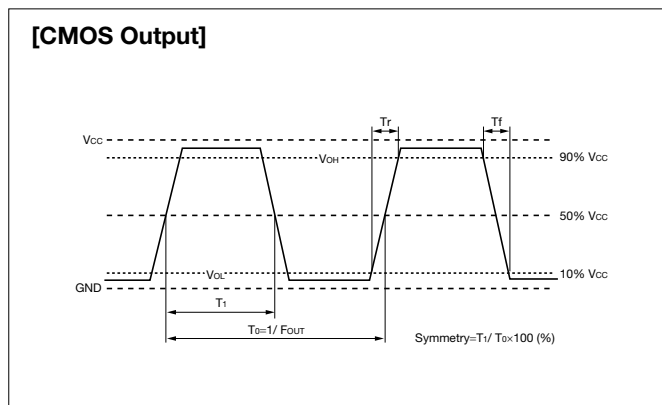 [CMOS Output]
Tr
Tf
VCC
VOH
90% VCC
50% VCC
VOL
10% VCC
GND
T1
T0=1/ FOUT
Symmetry=T1/ T0×100 (%)